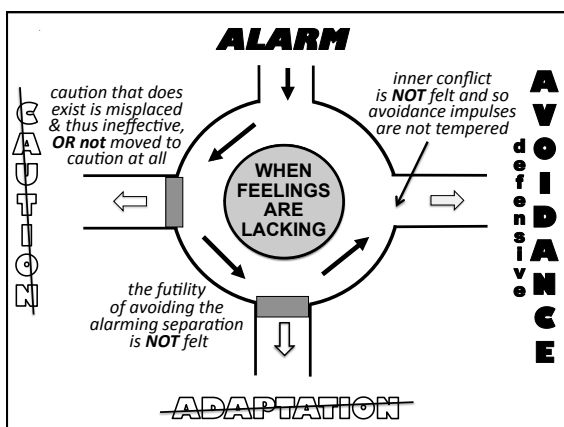 ALARM
caution that does
exist is misplaced
& thus ineffective,
OR not moved to
caution at all
inner conflict
is NOT felt and so
avoidance impulses
are not tempered
CAUTION
WHEN
FEELINGS
ARE
LACKING
defensive
AVOIDANCE
the futility
of avoiding the
alarming separation
is NOT felt
ADAPTATION